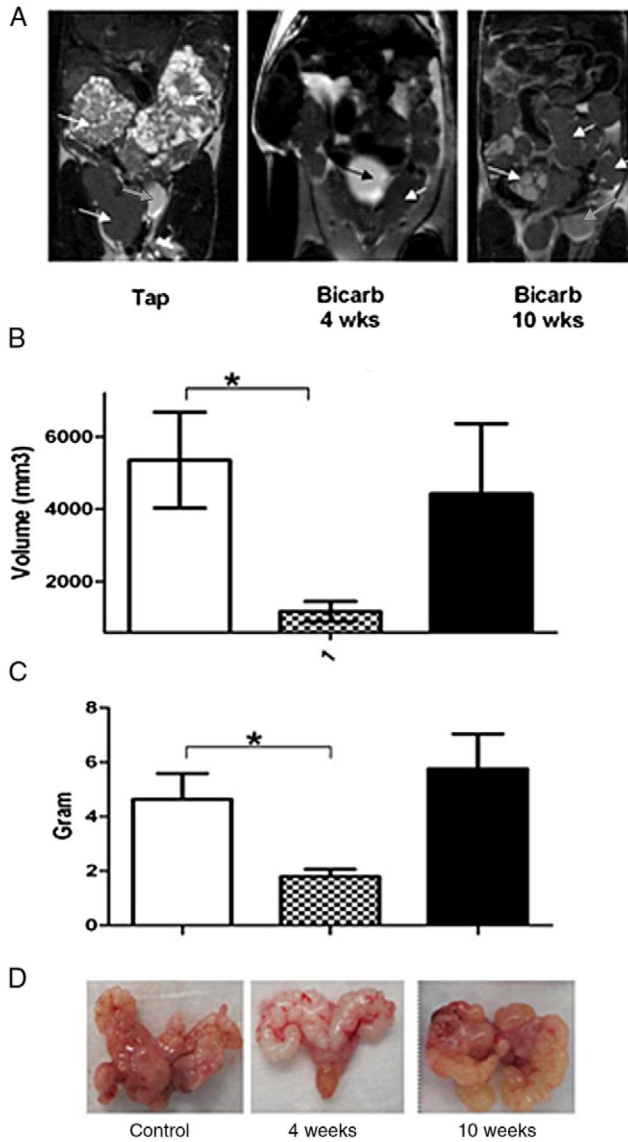 A
Tap
Bicarb
4 wks
Bicarb
10 wks
B
*
Volume (mm3)
6000
4000
2000
1
C
*
Gram
8
6
4
2
0
D
Control
4 weeks
10 weeks